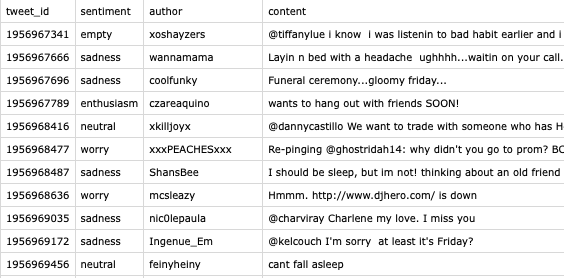 tweet_id sentiment author content
1956967341 empty xoshayzers @tiffanylue i know  i was listenin to bad habit earlier and i
1956967666 sadness wannamama Layin n bed with a headache  ughhhh...waitin on your call.
1956967696 sadness coolfunky Funeral ceremony...gloomy friday...
1956967789 enthusiasm czareaquino wants to hang out with friends SOON!
1956968416 neutral xkilljoyx @dannycastillo We want to trade with someone who has H
1956968477 worry xxxPEACHESxxx Re-pinging @ghostridah14: why didn't you go to prom? BC
1956968487 sadness ShansBee I should be sleep, but im not! thinking about an old friend
1956968636 worry mcsleazy Hmmm. http://www.djhero.com/ is down
1956969035 sadness nic0lepaula @charviray Charlene my love. I miss you
1956969172 sadness Ingenue_Em @kelcouch I'm sorry  at least it's Friday?
1956969456 neutral feinyheiny cant fall asleep